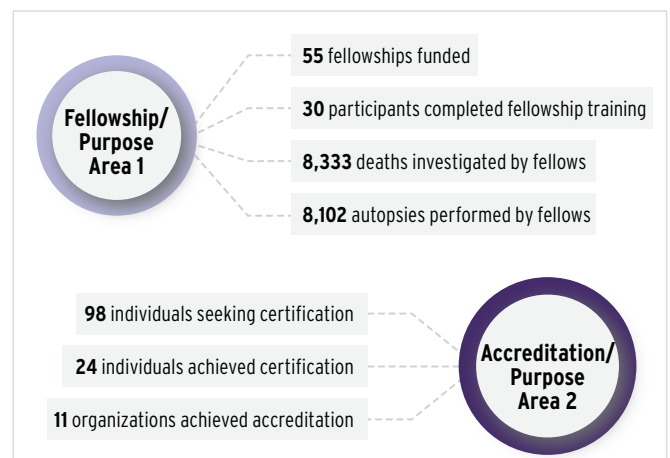 Fellowship/
Purpose
Area 1
55 fellowships funded
30 participants completed fellowship training
8,333 deaths investigated by fellows
8,102 autopsies performed by fellows
98 individuals seeking certification
24 individuals achieved certification
11 organizations achieved accreditation
Accreditation/
Purpose
Area 2